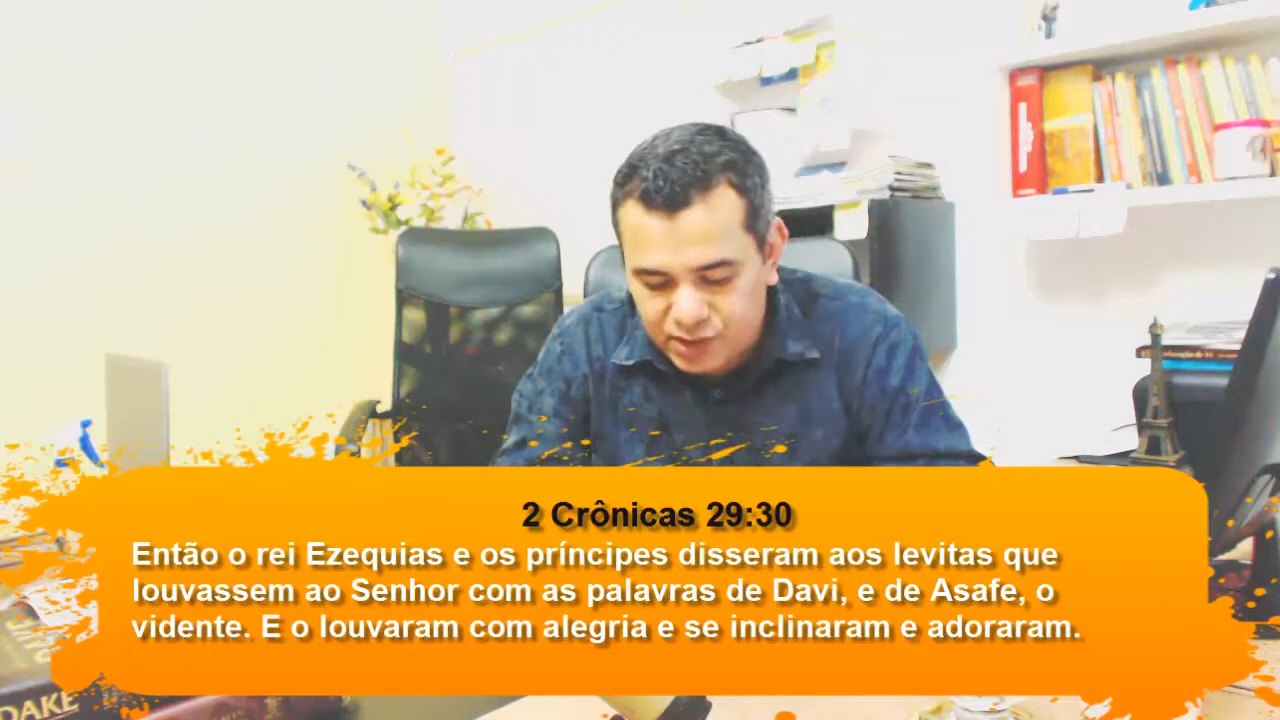 2 Crônicas 29:30
Então o rei Ezequias e os príncipes disseram aos levitas que
louvassem ao Senhor com as palavras de Davi, e de Asafe, o
vidente. E o louvaram com alegria e se inclinaram e adoraram.
DAKE